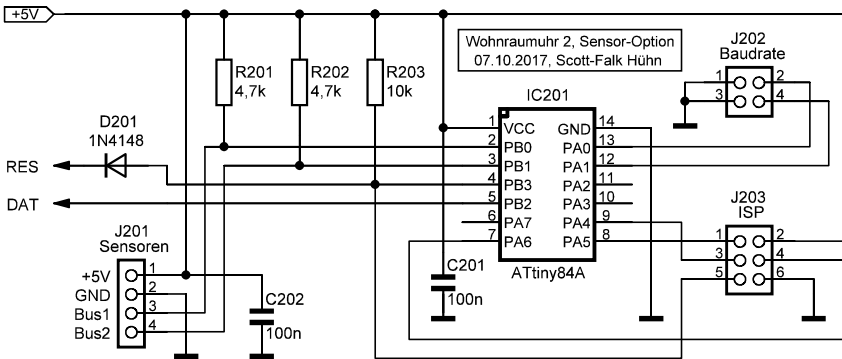 +5V
Wohnraumuhr 2, Sensor-Option
07.10.2017, Scott-Falk Hühn
J202
Baudrate
1 2
3 4
R201
4,7k
R202
4,7k
R203
10k
D201
1N4148
RES
DAT
IC201
1 VCC GND 14
2 PB0 PA0 13
3 PB1 PA1 12
4 PB3 PA2 11
5 PB2 PA3 10
6 PA7 PA4 9
7 PA6 PA5 8
ATtiny84A
J203
ISP
1 2
3 4
5 6
J201
Sensoren
+5V 1
GND 2
Bus1 3
Bus2 4
C202
100n
C201
100n